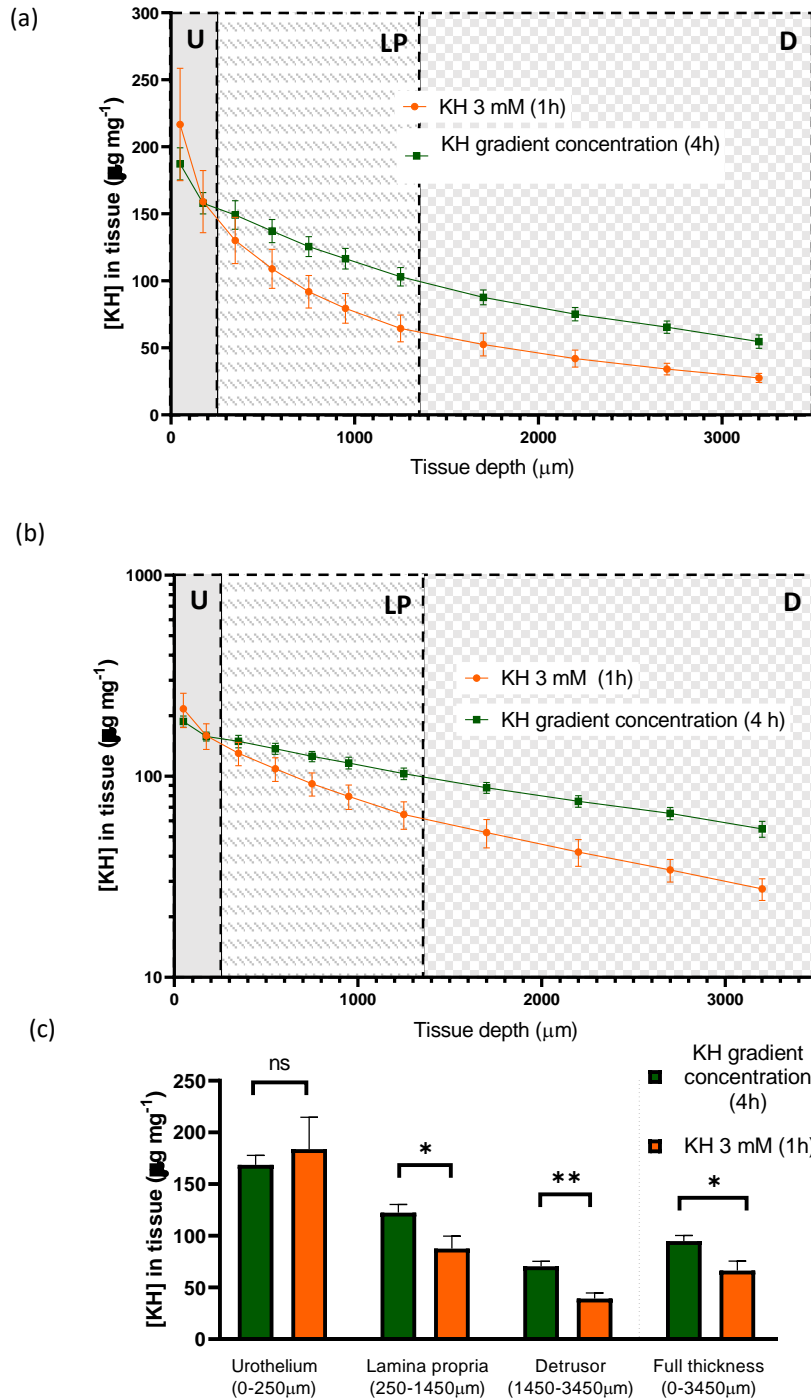 (a)
300
250
200
150
100
50
0
U
LP
D
KH 3 mM (1h)
KH gradient concentration (4h)
[KH] in tissue (μg mg⁻¹)
0 1000 2000 3000
Tissue depth (μm)
(b)
1000
100
10
U
LP
D
KH 3 mM (1h)
KH gradient concentration (4 h)
[KH] in tissue (μg mg⁻¹)
0 1000 2000 3000
Tissue depth (μm)
(c)
250
200
150
100
50
0
[KH] in tissue (μg mg⁻¹)
ns
*
**
*
KH gradient
concentration
(4h)
KH 3 mM (1h)
Urothelium Lamina propria Detrusor Full thickness
(0-250μm) (250-1450μm) (1450-3450μm) (0-3450μm)